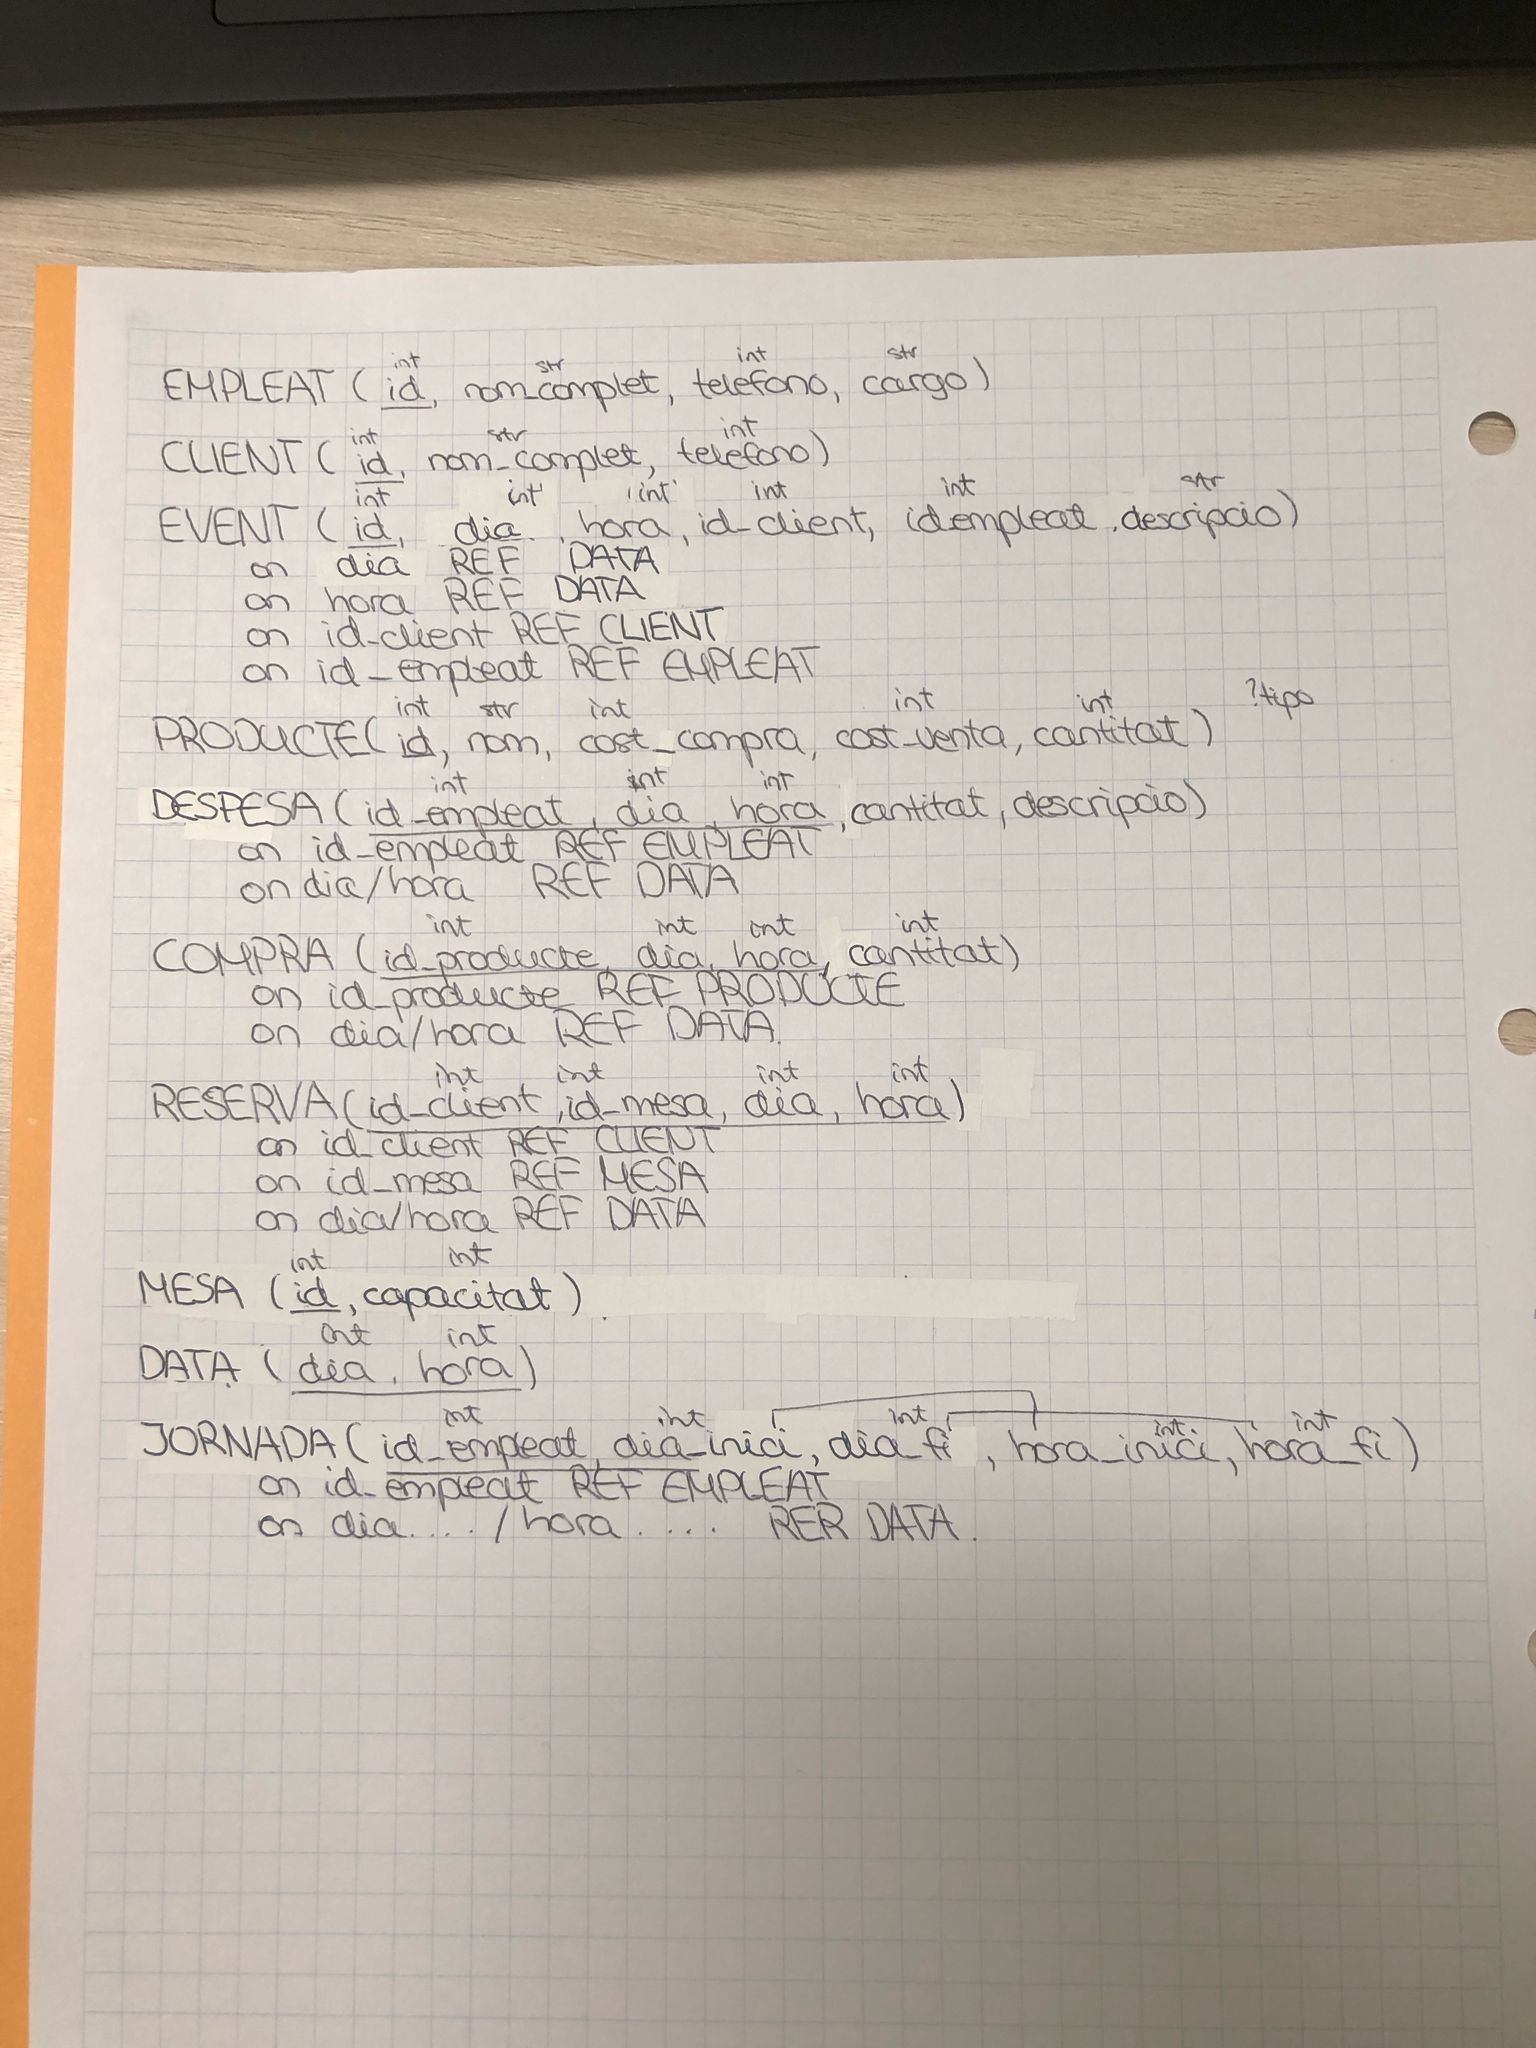 int str int str
EMPLEAT (id, nom_complet, telefono, cargo)
int str int
CLIENT (id, nom_complet, telefono)
int int int int int str
EVENT (id, dia, hora, id-client, id_empleat, descripcio)
on dia REF DATA
on hora REF DATA
on id-client REF CLIENT
on id_empleat REF EMPLEAT
int str int int int ?tipo
PRODUCTE(id, nom, cost_compra, cost_venta, cantitat)
int int int
DESPESA (id_empleat, dia, hora, cantitat, descripcio)
on id_empleat REF EMPLEAT
on dia/hora REF DATA
int int int int
COMPRA (id_producte, dia, hora, cantitat)
on id_producte REF PRODUCTE
on dia/hora REF DATA.
int int int int
RESERVA(id_client, id_mesa, dia, hora)
on id_client REF CLIENT
on id_mesa REF MESA
on dia/hora REF DATA
int int
MESA (id, capacitat)
int int
DATA (dia, hora)
int int int int int
JORNADA (id_empleat, dia_inici, dia_fi, hora_inici, hora_fi)
on id_empleat REF EMPLEAT
on dia..../hora.... RER DATA.